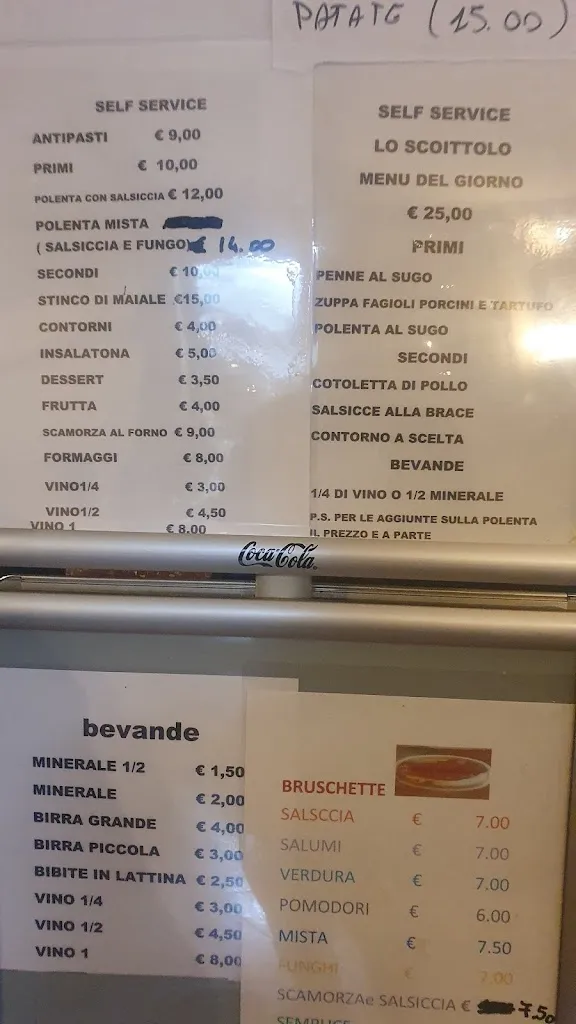 PATATE (15.00)
SELF SERVICE
ANTIPASTI € 9,00
PRIMI € 10,00
POLENTA CON SALSICCIA € 12,00
POLENTA MISTA
( SALSICCIA E FUNGO) € 14.00
SECONDI € 10,00
STINCO DI MAIALE €15,00
CONTORNI € 4,00
INSALATONA € 5,00
DESSERT € 3,50
FRUTTA € 4,00
SCAMORZA AL FORNO € 9,00
FORMAGGI € 8,00
VINO1/4 € 3,00
VINO1/2 € 4,50
VINO 1 € 8,00
SELF SERVICE
LO SCOITTOLO
MENU DEL GIORNO
€ 25,00
PRIMI
PENNE AL SUGO
ZUPPA FAGIOLI PORCINI E TARTUFO
POLENTA AL SUGO
SECONDI
COTOLETTA DI POLLO
SALSICCE ALLA BRACE
CONTORNO A SCELTA
BEVANDE
1/4 DI VINO O 1/2 MINERALE
P.S. PER LE AGGIUNTE SULLA POLENTA
IL PREZZO E A PARTE
Coca-Cola
bevande
MINERALE 1/2 € 1,50
MINERALE € 2,00
BIRRA GRANDE € 4,00
BIRRA PICCOLA € 3,00
BIBITE IN LATTINA € 2,50
VINO 1/4 € 3,00
VINO 1/2 € 4,50
VINO 1 € 8,00
BRUSCHETTE
SALSCCIA € 7.00
SALUMI € 7.00
VERDURA € 7.00
POMODORI € 6.00
MISTA € 7.50
FUNGHI € 7.00
SCAMORZAe SALSICCIA € 7.50
SEMPLICE